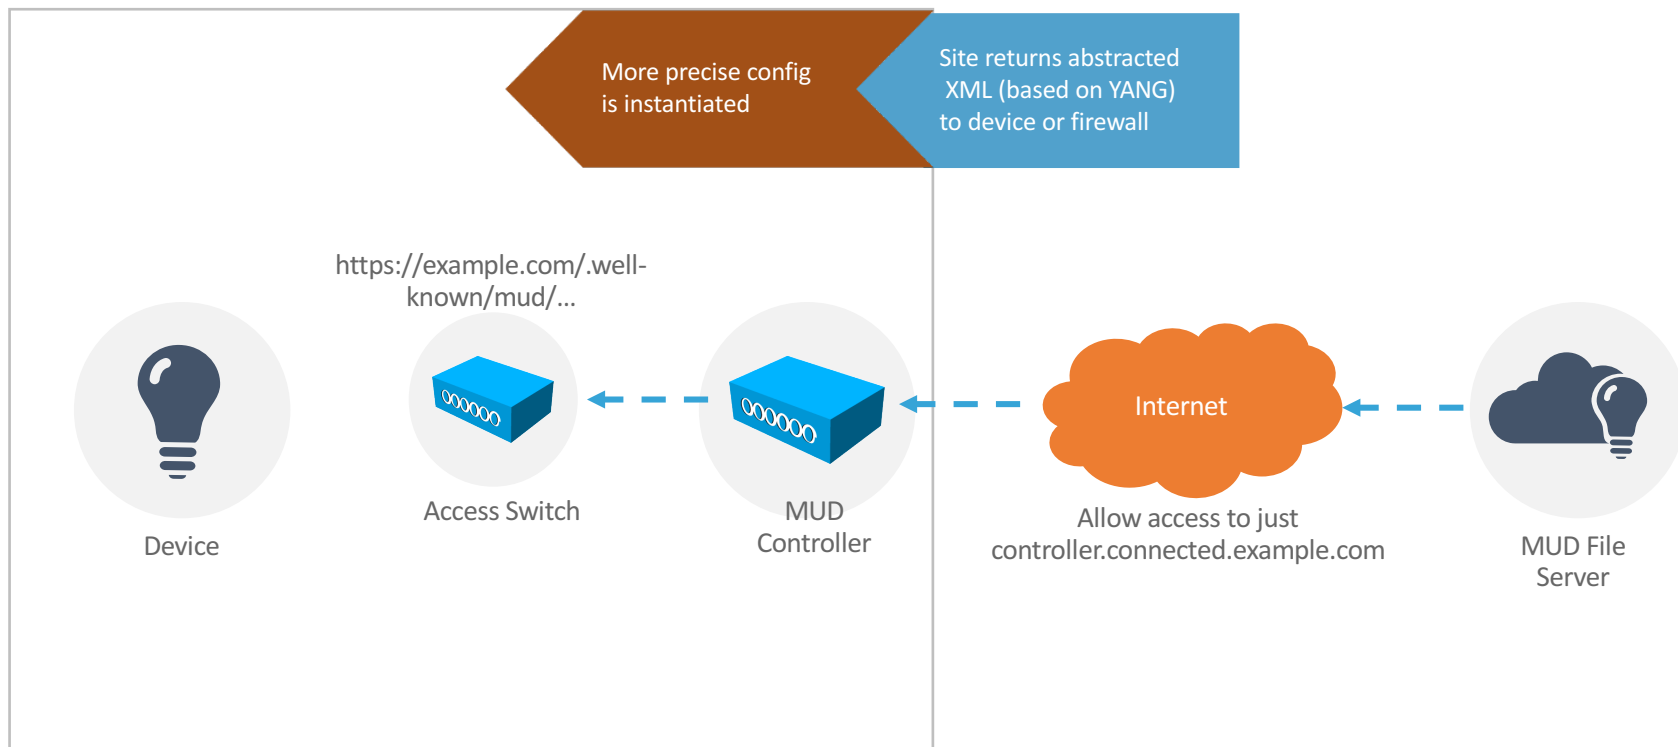 More precise config
is instantiated
Site returns abstracted
XML (based on YANG)
to device or firewall
https://example.com/.well-
known/mud/…
Device
Access Switch
MUD
Controller
Internet
Allow access to just
controller.connected.example.com
MUD File
Server